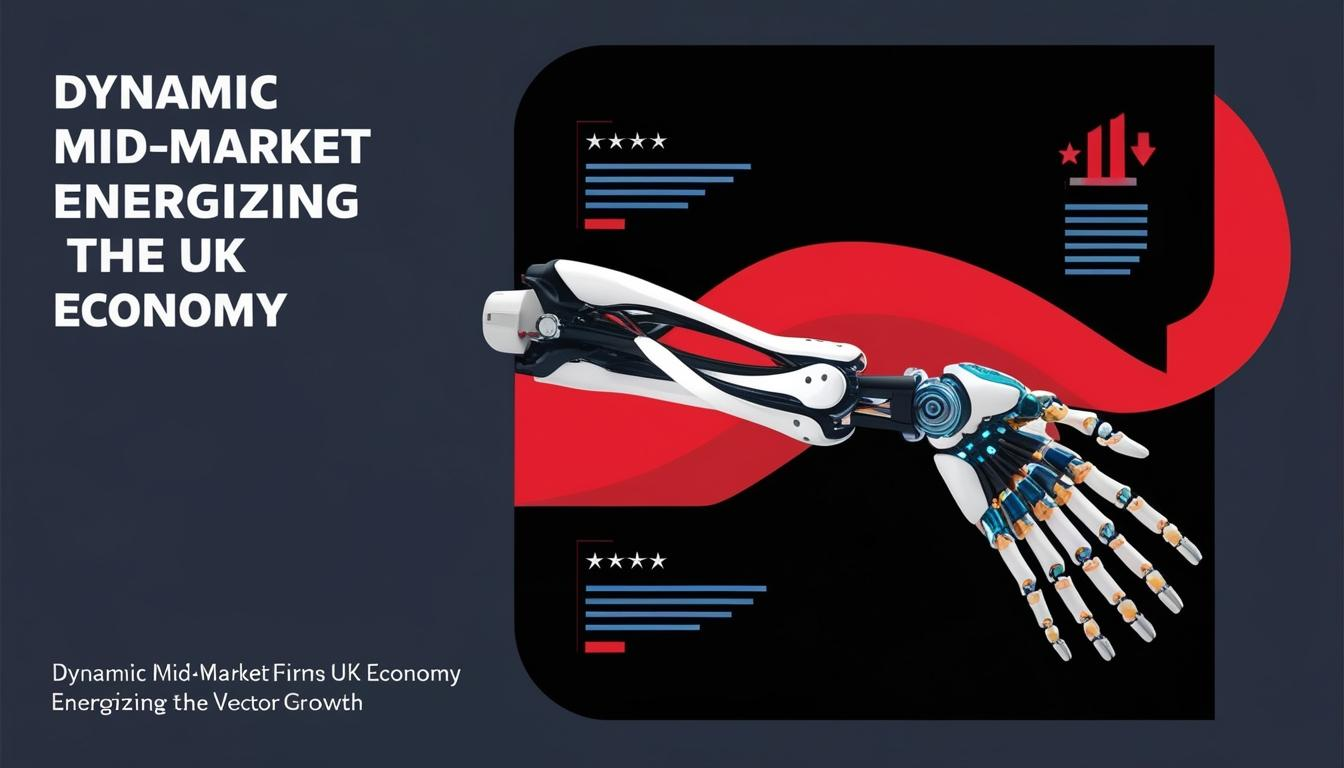 DYNAMIC
MID-MARKET
ENERGIZING
THE UK
ECONOMY
Dynamic Mid-Market Firns UK Economy
Energizing the Vector Growth